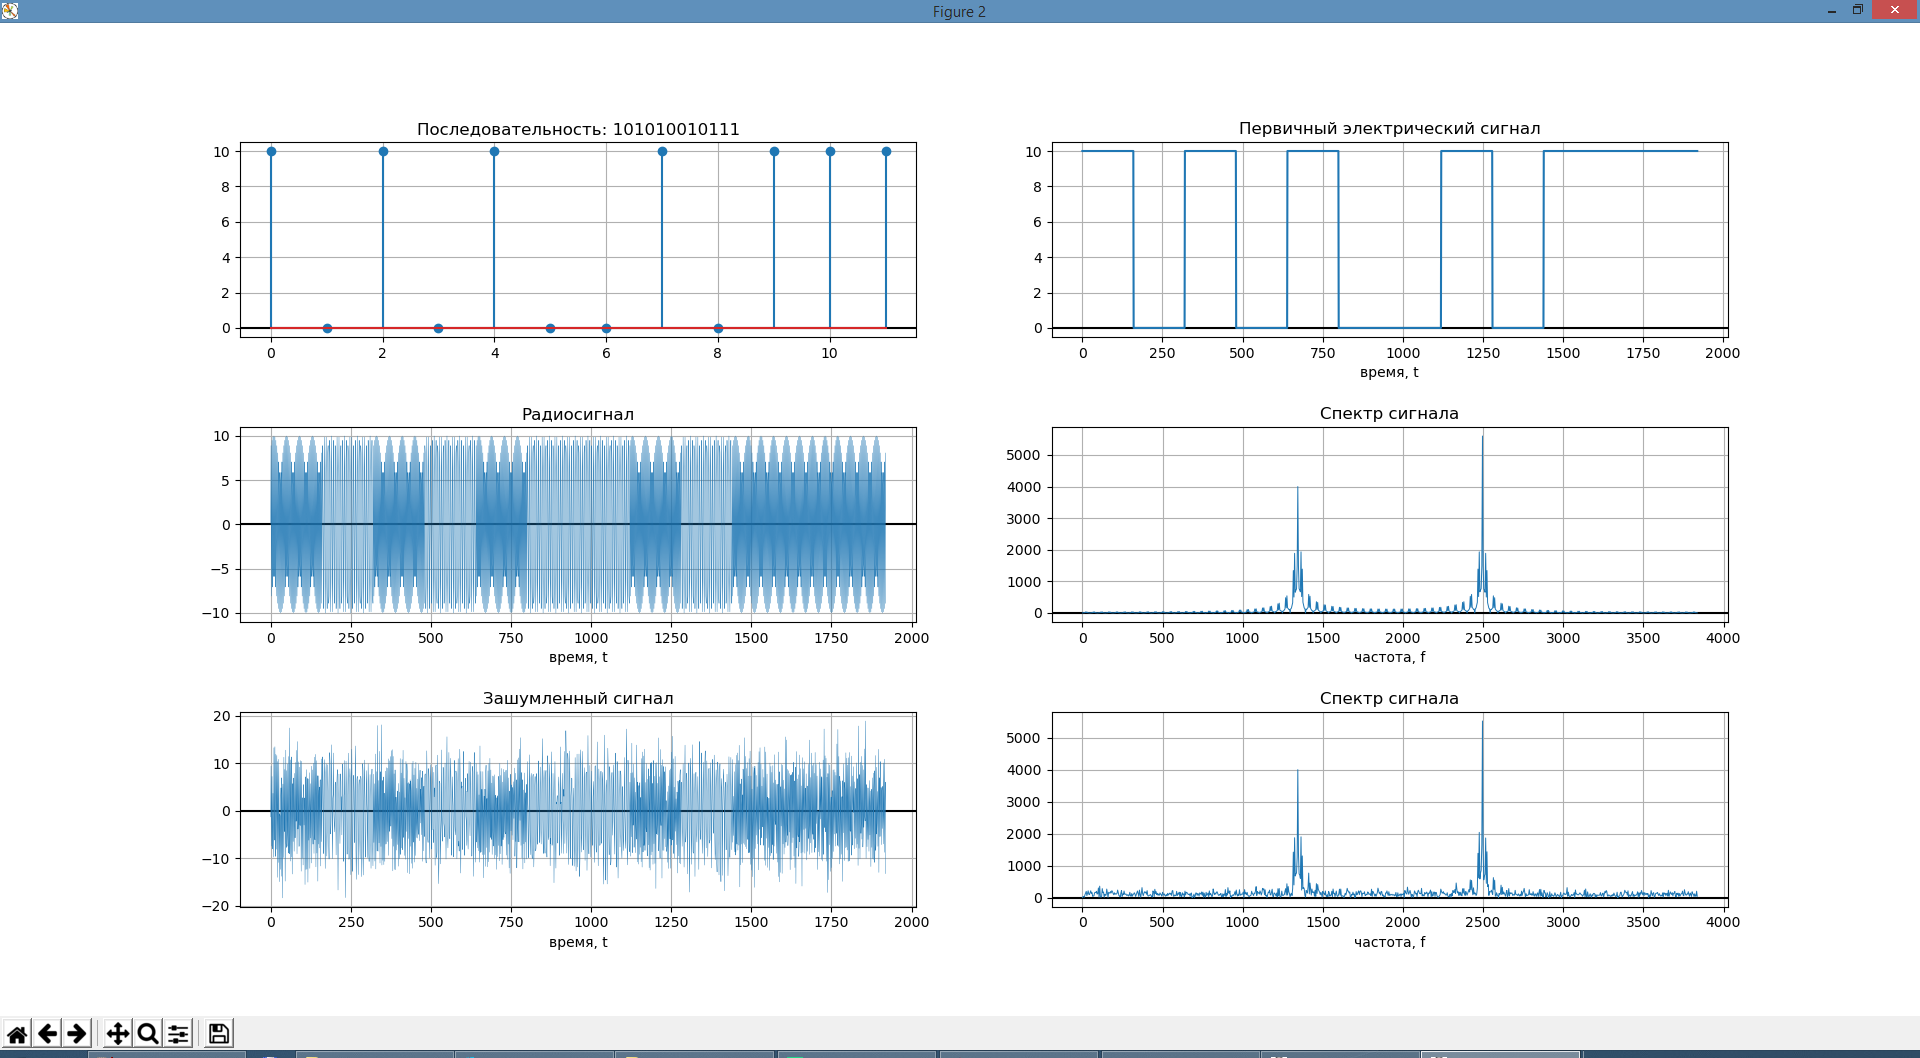 Figure 2
Последовательность: 101010010111
10
8
6
4
2
0
0 2 4 6 8 10
Первичный электрический сигнал
10
8
6
4
2
0
0 250 500 750 1000 1250 1500 1750 2000
время, t
Радиосигнал
10
5
0
−5
−10
0 250 500 750 1000 1250 1500 1750 2000
время, t
Спектр сигнала
5000
4000
3000
2000
1000
0
0 500 1000 1500 2000 2500 3000 3500 4000
частота, f
Зашумленный сигнал
20
10
0
−10
−20
0 250 500 750 1000 1250 1500 1750 2000
время, t
Спектр сигнала
5000
4000
3000
2000
1000
0
0 500 1000 1500 2000 2500 3000 3500 4000
частота, f